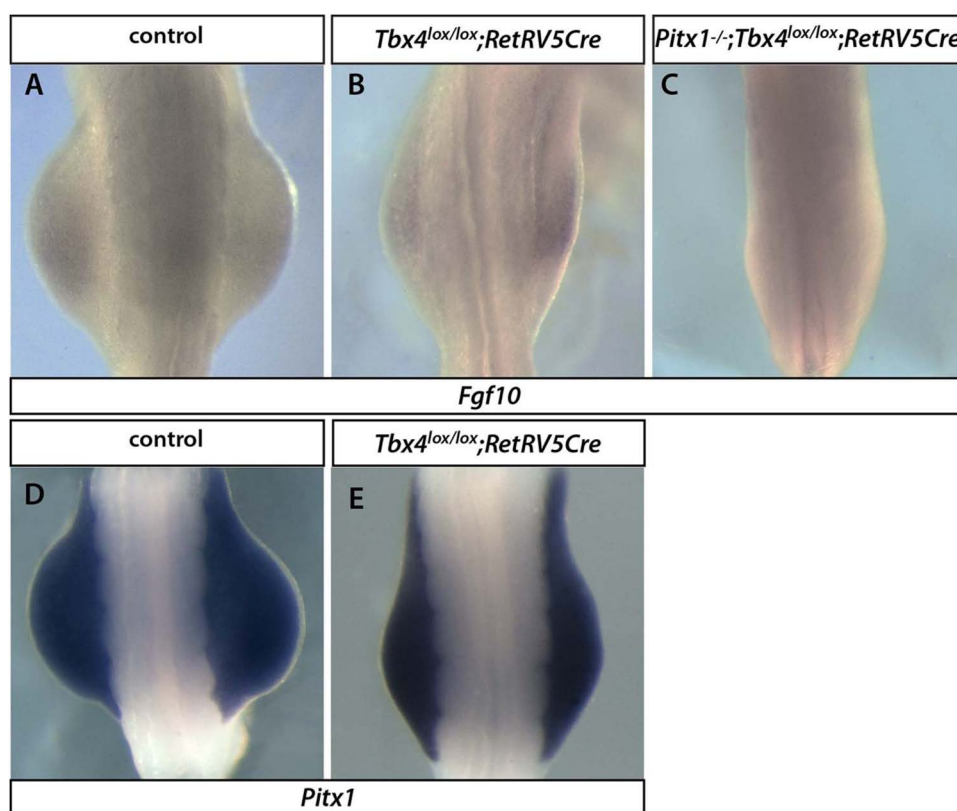 control
Tbx4lox/lox;RetRV5Cre
Pitx1-/-;Tbx4lox/lox;RetRV5Cre
A
B
C
Fgf10
control
Tbx4lox/lox;RetRV5Cre
D
E
Pitx1